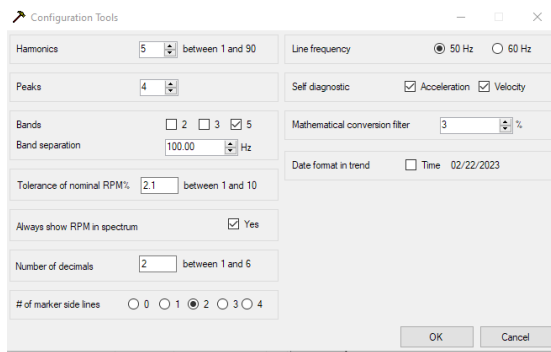 Configuration Tools
Harmonics 5 between 1 and 90
Peaks 4
Bands 2 3 5
Band separation 100.00 Hz
Tolerance of nominal RPM% 2.1 between 1 and 10
Always show RPM in spectrum Yes
Number of decimals 2 between 1 and 6
# of marker side lines 0 1 2 3 4
Line frequency 50 Hz 60 Hz
Self diagnostic Acceleration Velocity
Mathematical conversion filter 3 %
Date format in trend Time 02/22/2023
OK Cancel